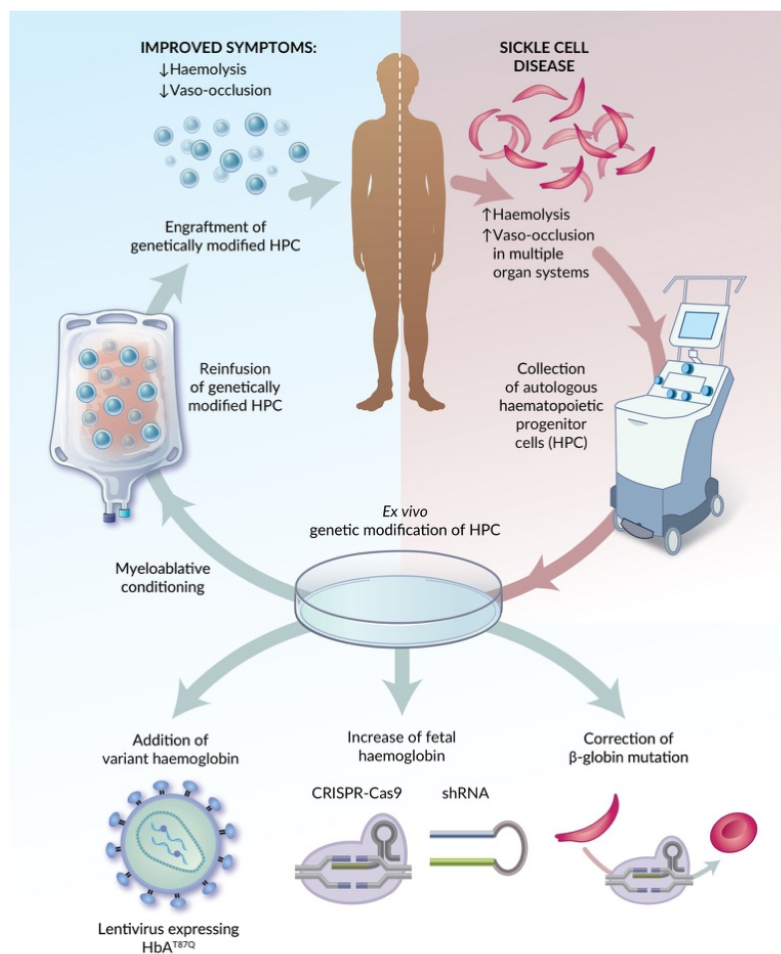 IMPROVED SYMPTOMS:
↓Haemolysis
↓Vaso-occlusion
SICKLE CELL
DISEASE
↑Haemolysis
↑Vaso-occlusion
in multiple
organ systems
Engraftment of
genetically modified HPC
Reinfusion
of genetically
modified HPC
Collection
of autologous
haematopoietic
progenitor
cells (HPC)
Ex vivo
genetic modification of HPC
Myeloablative
conditioning
Addition of
variant haemoglobin
Increase of fetal
haemoglobin
Correction of
β-globin mutation
CRISPR-Cas9
shRNA
Lentivirus expressing
HbAᵀ⁸⁷Q